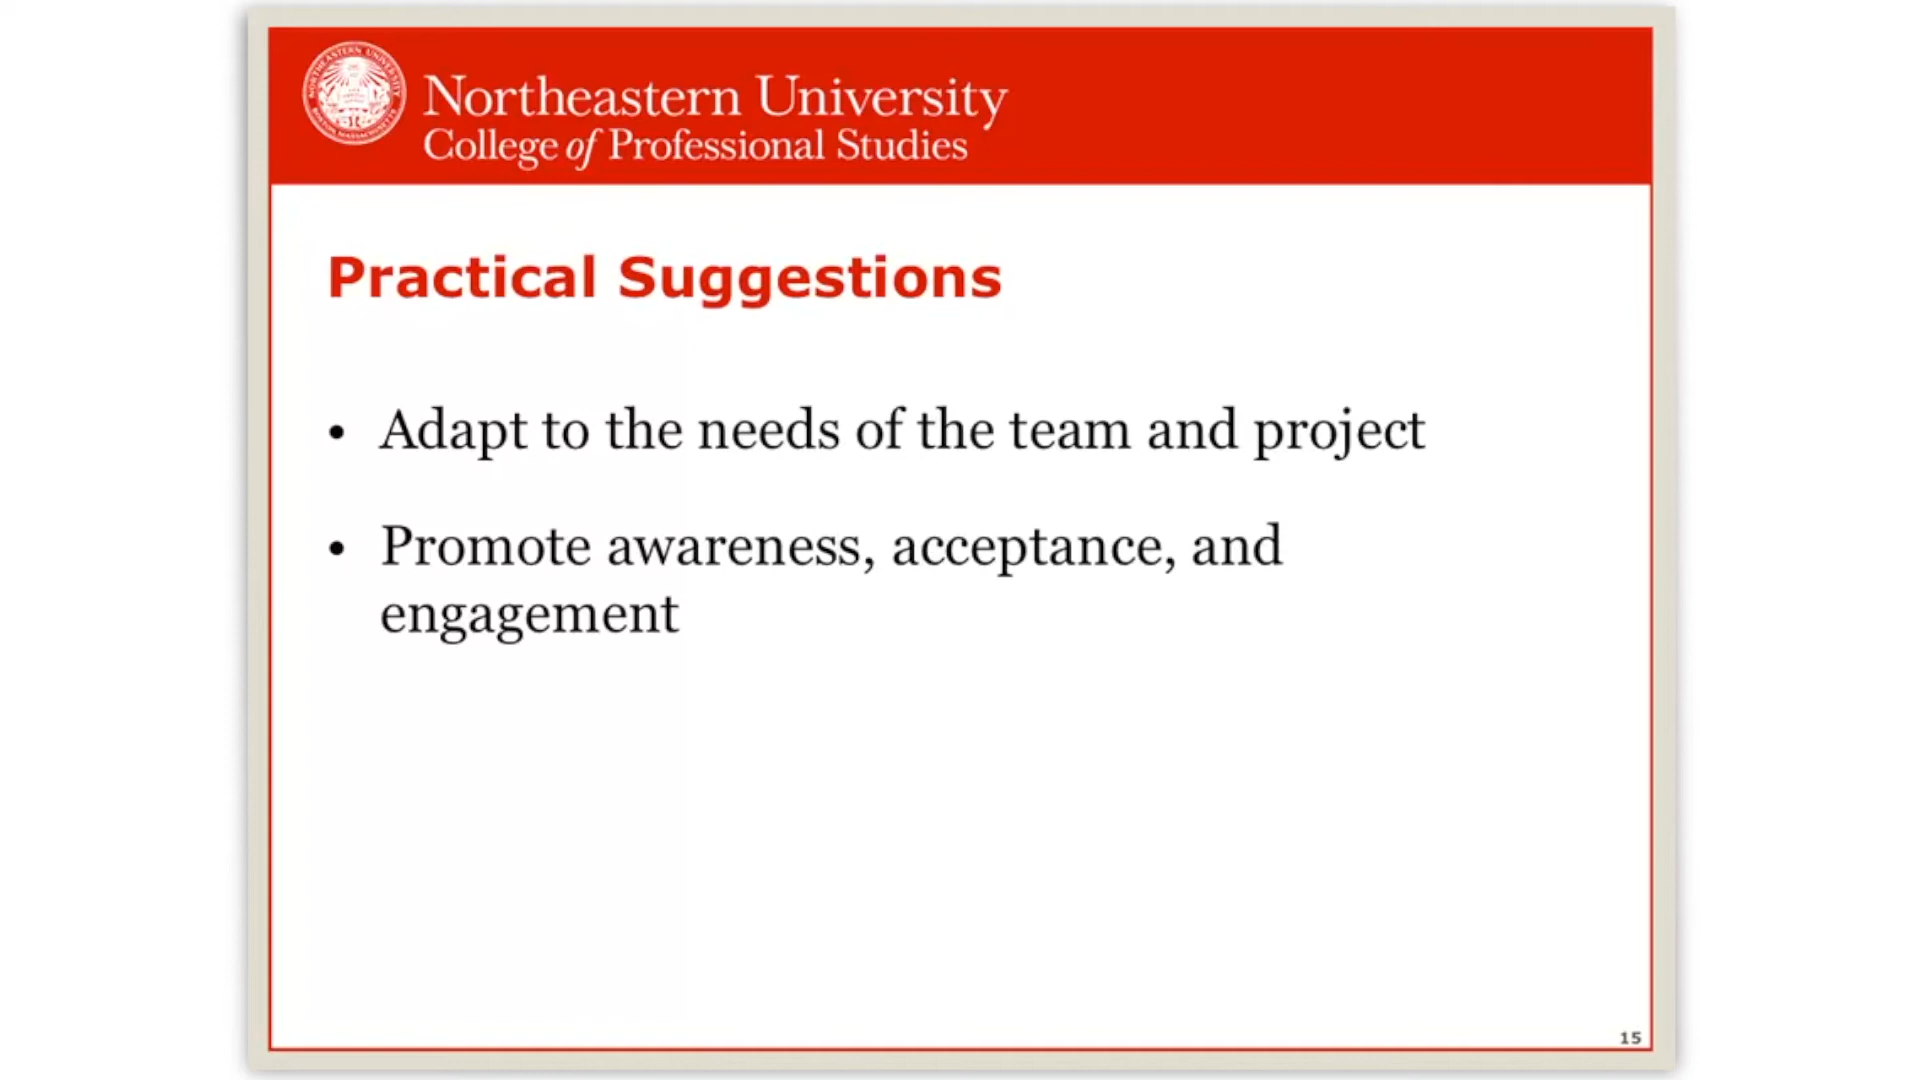 Northeastern University
College of Professional Studies
Practical Suggestions
• Adapt to the needs of the team and project
• Promote awareness, acceptance, and
engagement
15